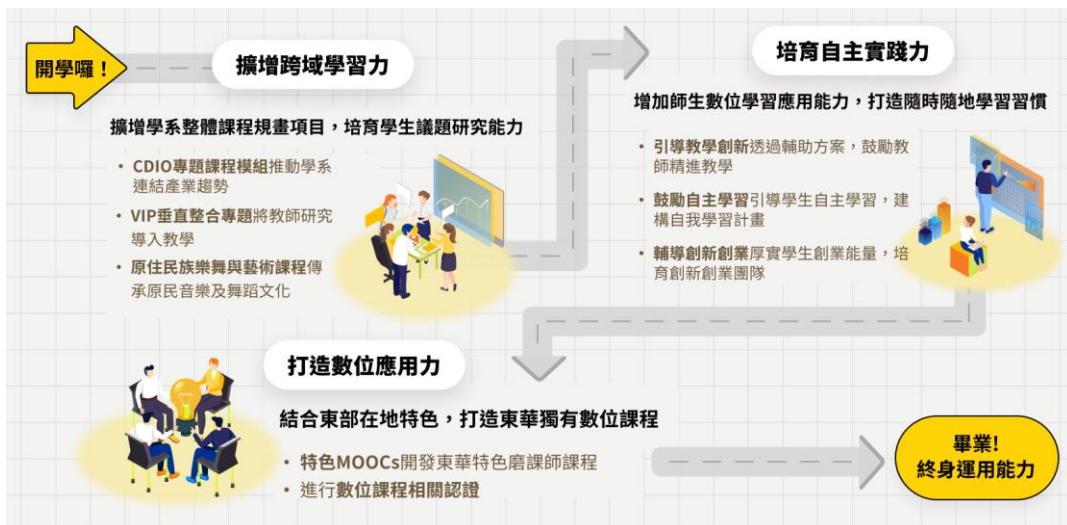 開學囉！
擴增跨域學習力
擴增學系整體課程規畫項目，培育學生議題研究能力
• CDIO專題課程模組推動學系
連結產業趨勢
• VIP垂直整合專題將教師研究
導入教學
• 原住民族樂舞與藝術課程傳
承原民音樂及舞蹈文化
培育自主實踐力
增加師生數位學習應用能力，打造隨時隨地學習習慣
• 引導教學創新透過輔助方案，鼓勵教
師精進教學
• 鼓勵自主學習引導學生自主學習，建
構自我學習計畫
• 輔導創新創業厚實學生創業能量，培
育創新創業團隊
打造數位應用力
結合東部在地特色，打造東華獨有數位課程
• 特色MOOCs開發東華特色磨課師課程
• 進行數位課程相關認證
畢業!
終身運用能力